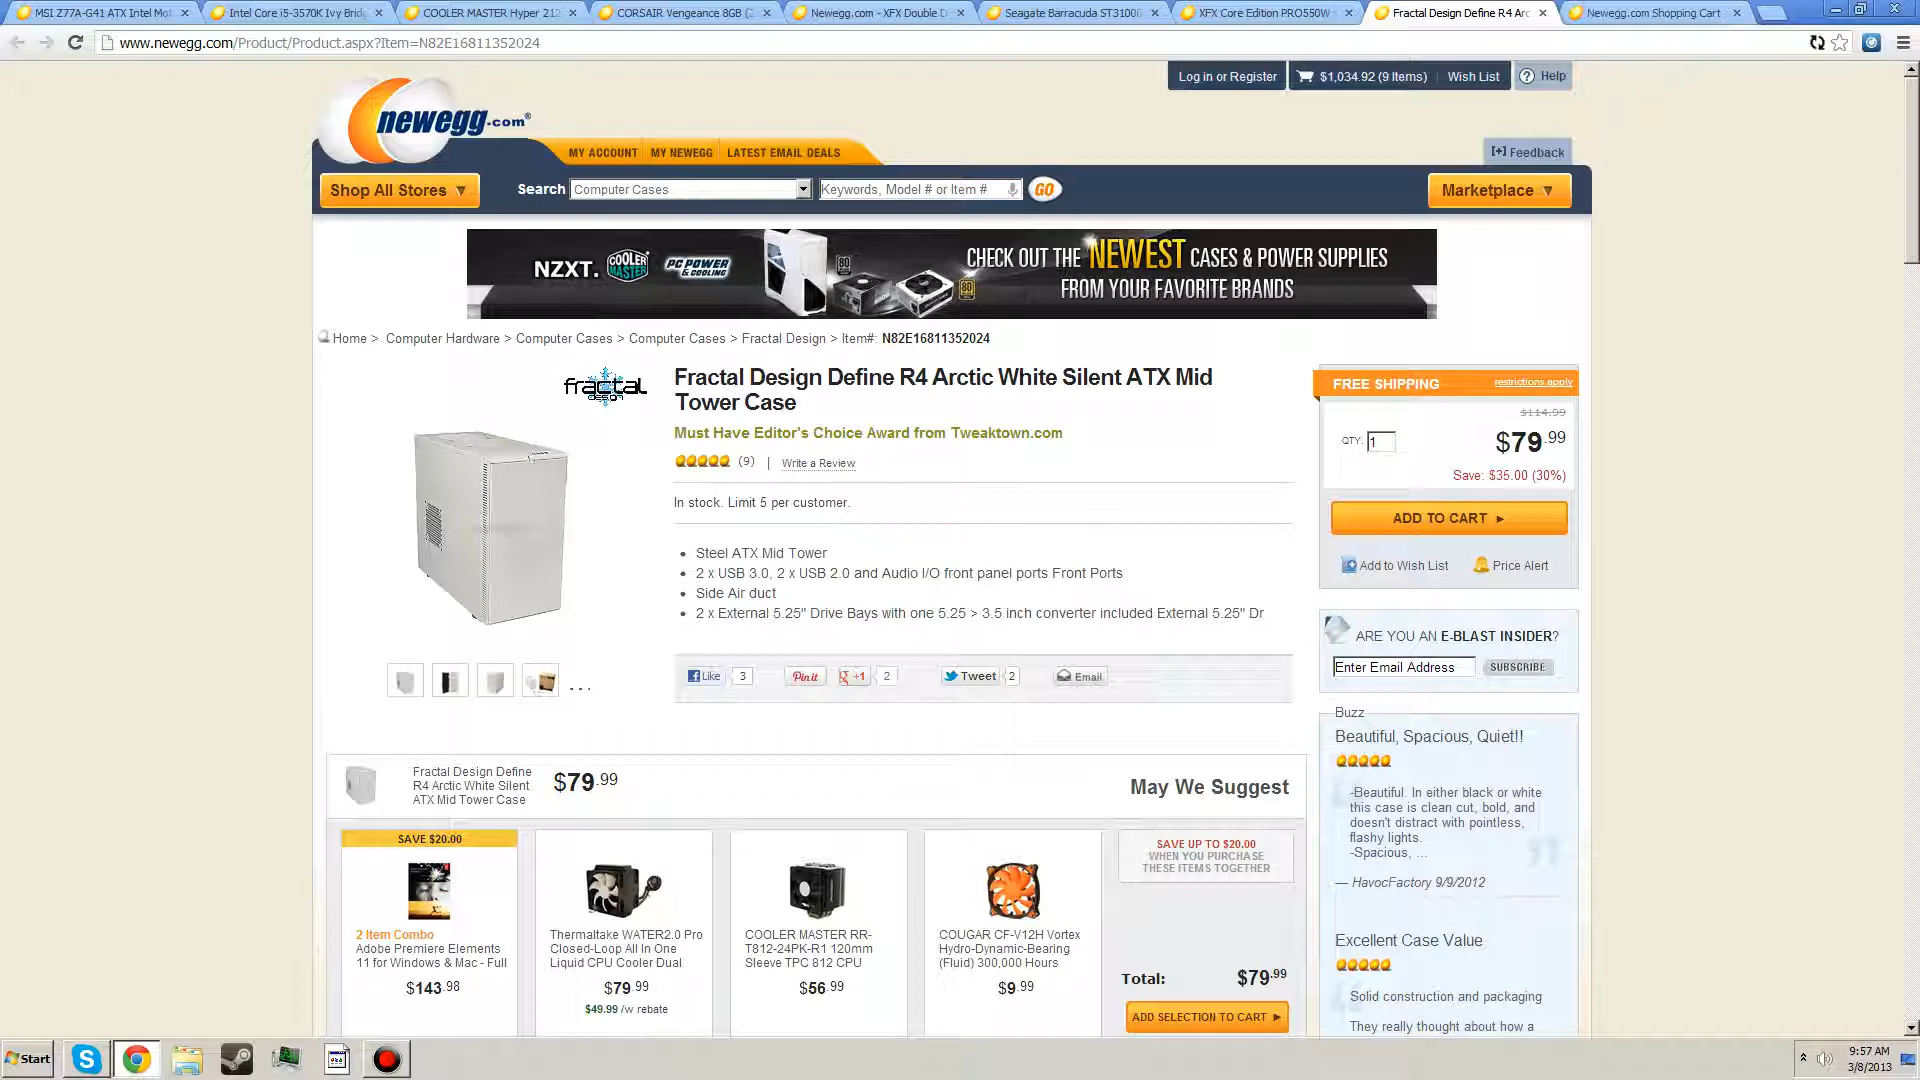 MSI Z77A-G41 ATX Intel Mot
Intel Core i5-3570K Ivy Bridg
COOLER MASTER Hyper 212
CORSAIR Vengeance 8GB (2
Newegg.com - XFX Double D
Seagate Barracuda ST31000
XFX Core Edition PRO550W
Fractal Design Define R4 Arc
Newegg.com Shopping Cart
www.newegg.com/Product/Product.aspx?Item=N82E16811352024
Log in or Register
$1,034.92 (9 Items)
Wish List
Help
newegg.com®
MY ACCOUNT
MY NEWEGG
LATEST EMAIL DEALS
[+] Feedback
Shop All Stores
Search
Computer Cases
Keywords, Model # or Item #
GO
Marketplace
NZXT. COOLER MASTER PC POWER & COOLING
CHECK OUT THE NEWEST CASES & POWER SUPPLIES
FROM YOUR FAVORITE BRANDS
Home > Computer Hardware > Computer Cases > Computer Cases > Fractal Design > Item#: N82E16811352024
fractal
design
Fractal Design Define R4 Arctic White Silent ATX Mid
Tower Case
Must Have Editor's Choice Award from Tweaktown.com
(9) | Write a Review
In stock. Limit 5 per customer.
• Steel ATX Mid Tower
• 2 x USB 3.0, 2 x USB 2.0 and Audio I/O front panel ports Front Ports
• Side Air duct
• 2 x External 5.25" Drive Bays with one 5.25 > 3.5 inch converter included External 5.25" Dr
Like 3
Pin it
+1 2
Tweet 2
Email
FREE SHIPPING
restrictions apply
$114.99
QTY: 1
$79.99
Save: $35.00 (30%)
ADD TO CART
Add to Wish List
Price Alert
ARE YOU AN E-BLAST INSIDER?
Enter Email Address
SUBSCRIBE
Buzz
Beautiful, Spacious, Quiet!!
-Beautiful. In either black or white
this case is clean cut, bold, and
doesn't distract with pointless,
flashy lights.
-Spacious, ...
— HavocFactory 9/9/2012
Excellent Case Value
Solid construction and packaging
They really thought about how a
Fractal Design Define
R4 Arctic White Silent
ATX Mid Tower Case
$79.99
May We Suggest
SAVE $20.00
2 Item Combo
Adobe Premiere Elements
11 for Windows & Mac - Full
$143.98
Thermaltake WATER2.0 Pro
Closed-Loop All In One
Liquid CPU Cooler Dual
$79.99
$49.99 /w rebate
COOLER MASTER RR-
T812-24PK-R1 120mm
Sleeve TPC 812 CPU
$56.99
COUGAR CF-V12H Vortex
Hydro-Dynamic-Bearing
(Fluid) 300,000 Hours
$9.99
SAVE UP TO $20.00
WHEN YOU PURCHASE
THESE ITEMS TOGETHER
Total: $79.99
ADD SELECTION TO CART
Start
9:57 AM
3/8/2013